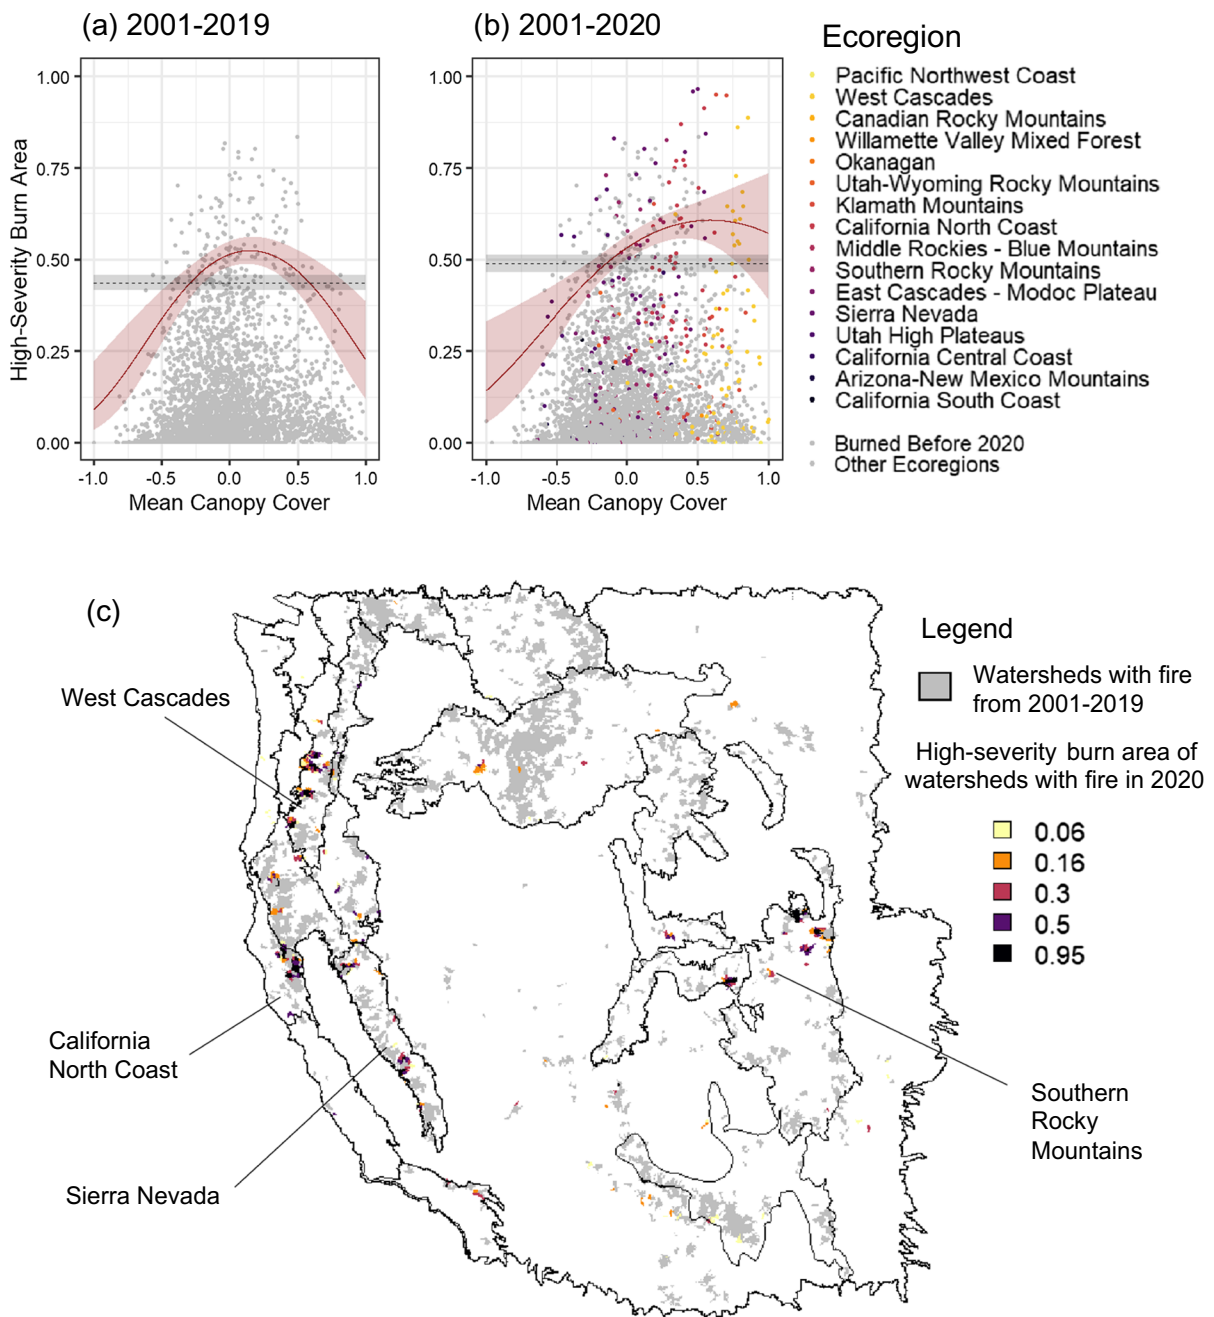 (a) 2001-2019
(b) 2001-2020
High-Severity Burn Area
1.00
0.75
0.50
0.25
0.00
-1.0 -0.5 0.0 0.5 1.0
Mean Canopy Cover
1.00
0.75
0.50
0.25
0.00
-1.0 -0.5 0.0 0.5 1.0
Mean Canopy Cover
Ecoregion
Pacific Northwest Coast
West Cascades
Canadian Rocky Mountains
Willamette Valley Mixed Forest
Okanagan
Utah-Wyoming Rocky Mountains
Klamath Mountains
California North Coast
Middle Rockies - Blue Mountains
Southern Rocky Mountains
East Cascades - Modoc Plateau
Sierra Nevada
Utah High Plateaus
California Central Coast
Arizona-New Mexico Mountains
California South Coast
Burned Before 2020
Other Ecoregions
(c)
West Cascades
California
North Coast
Sierra Nevada
Southern
Rocky
Mountains
Legend
Watersheds with fire
from 2001-2019
High-severity burn area of
watersheds with fire in 2020
0.06
0.16
0.3
0.5
0.95